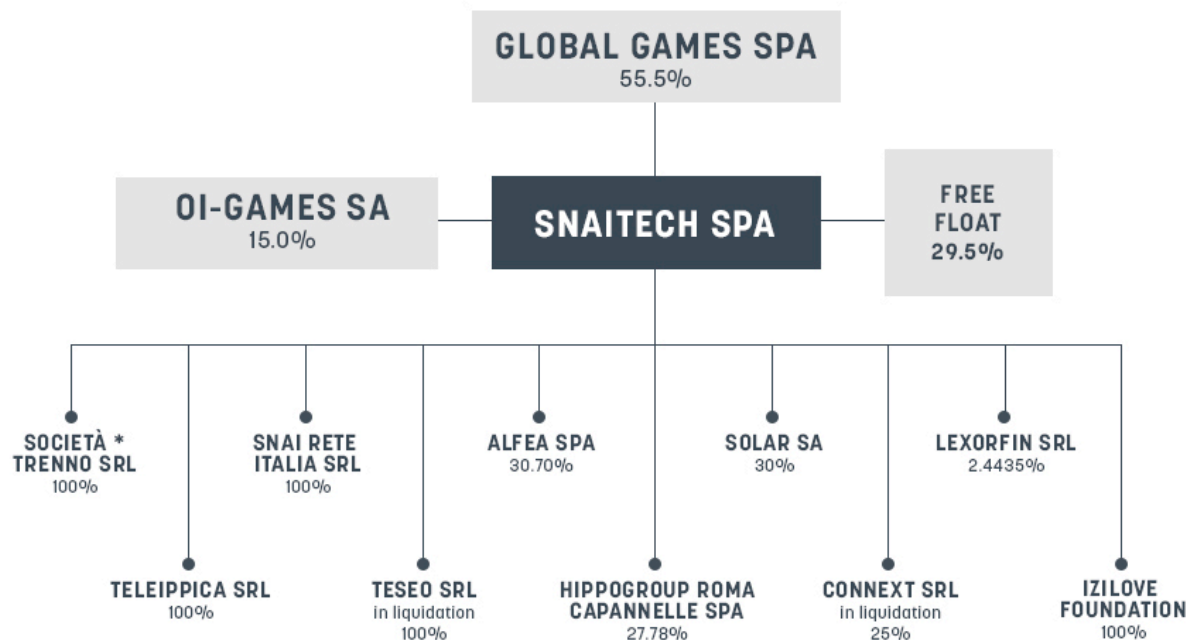 GLOBAL GAMES SPA
55.5%
OI-GAMES SA
15.0%
SNAITECH SPA
FREE
FLOAT
29.5%
SOCIETÀ *
TRENNO SRL
100%
SNAI RETE
ITALIA SRL
100%
ALFEA SPA
30.70%
SOLAR SA
30%
LEXORFIN SRL
2.4435%
TELEIPPICA SRL
100%
TESEO SRL
in liquidation
100%
HIPPOGROUP ROMA
CAPANNELLE SPA
27.78%
CONNEXT SRL
in liquidation
25%
IZILOVE
FOUNDATION
100%